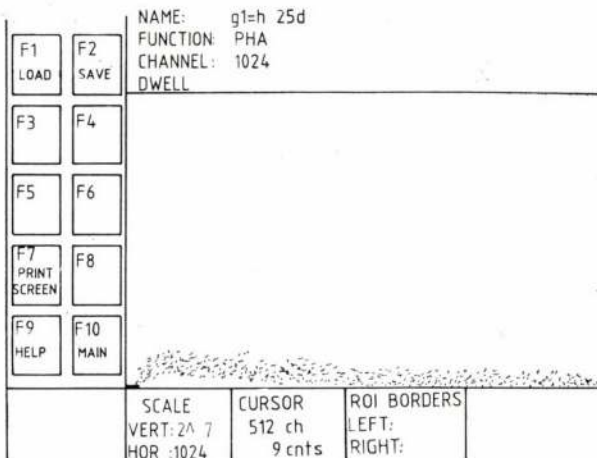 NAME: g1=h 25d
FUNCTION: PHA
CHANNEL: 1024
DWELL
F1 LOAD
F2 SAVE
F3
F4
F5
F6
F7 PRINT SCREEN
F8
F9 HELP
F10 MAIN
SCALE
VERT: 2^ 7
HOR :1024
CURSOR
512 ch
9 cnts
ROI BORDERS
LEFT:
RIGHT: